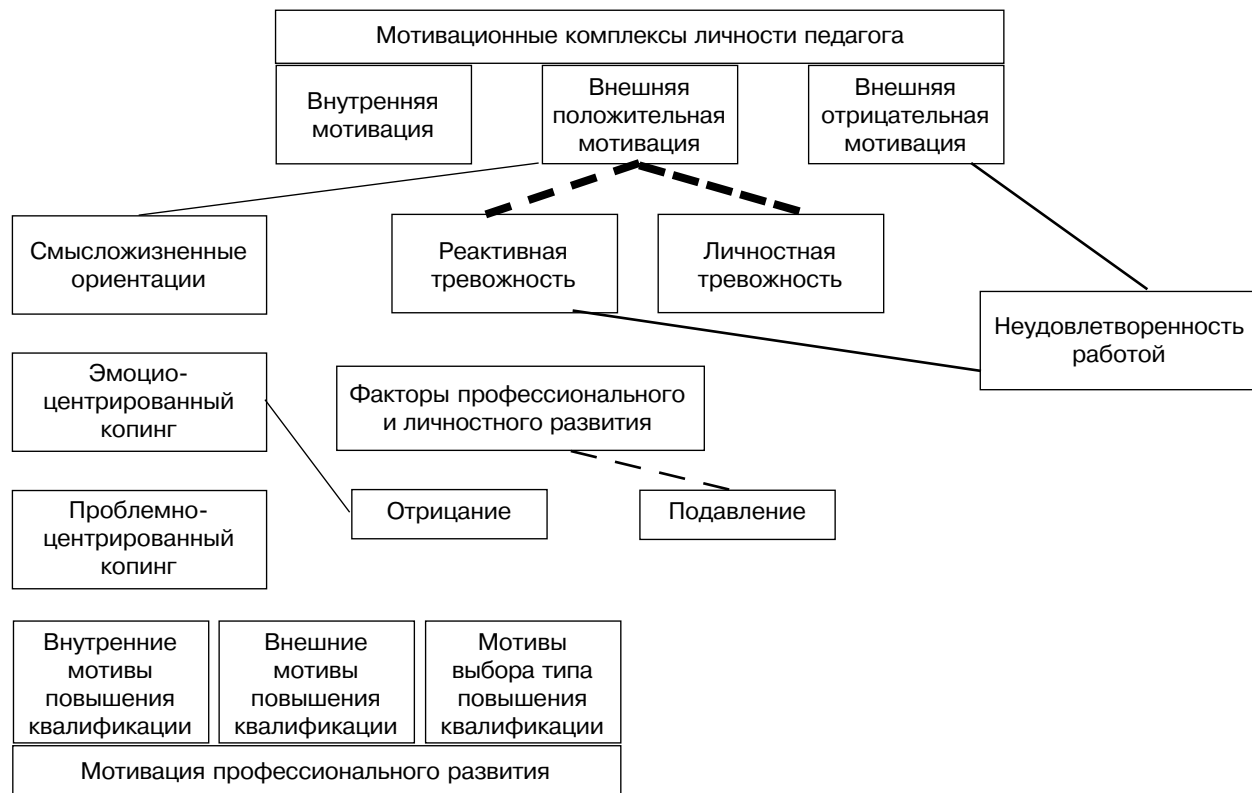 Мотивационные комплексы личности педагога
Внутренняя
мотивация
Внешняя
положительная
мотивация
Внешняя
отрицательная
мотивация
Смысложизненные
ориентации
Реактивная
тревожность
Личностная
тревожность
Неудовлетворенность
работой
Эмоцио-
центрированный
копинг
Факторы профессионального
и личностного развития
Проблемно-
центрированный
копинг
Отрицание
Подавление
Внутренние
мотивы
повышения
квалификации
Внешние
мотивы
повышения
квалификации
Мотивы
выбора типа
повышения
квалификации
Мотивация профессионального развития